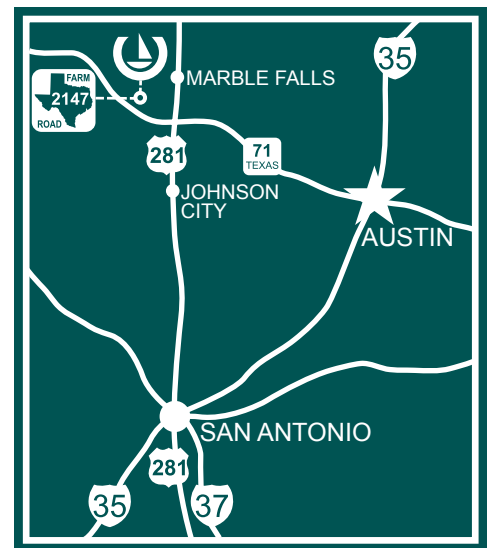 35
FARM
2147
ROAD
MARBLE FALLS
281
71
TEXAS
JOHNSON
CITY
AUSTIN
SAN ANTONIO
281
35
37